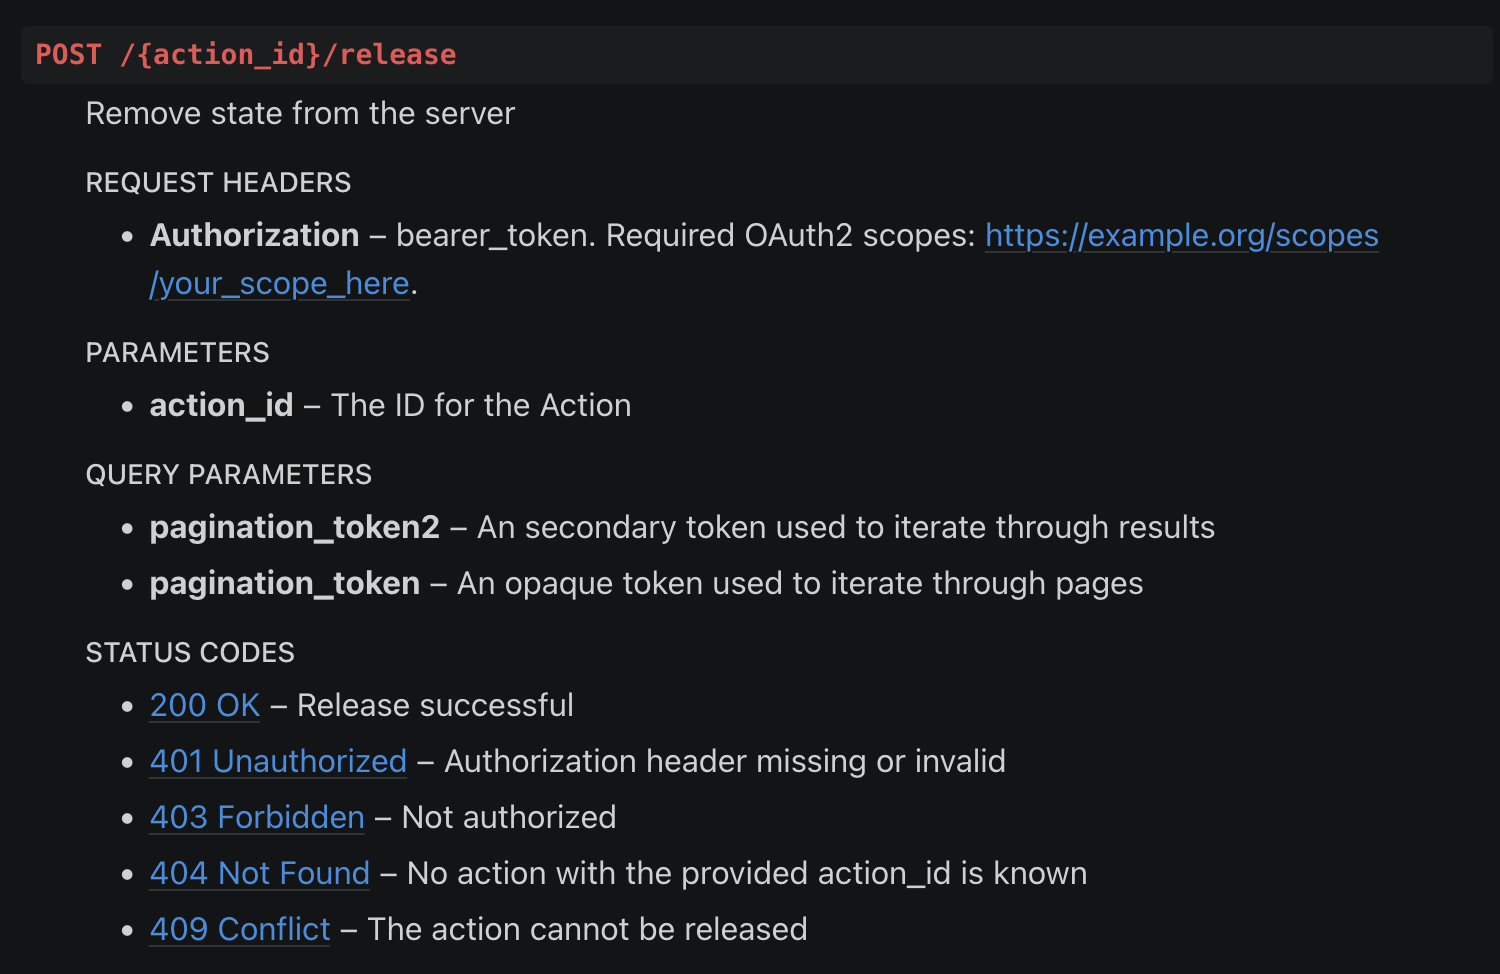 POST /{action_id}/release
Remove state from the server
REQUEST HEADERS
• Authorization – bearer_token. Required OAuth2 scopes: https://example.org/scopes
/your_scope_here.
PARAMETERS
• action_id – The ID for the Action
QUERY PARAMETERS
• pagination_token2 – An secondary token used to iterate through results
• pagination_token – An opaque token used to iterate through pages
STATUS CODES
• 200 OK – Release successful
• 401 Unauthorized – Authorization header missing or invalid
• 403 Forbidden – Not authorized
• 404 Not Found – No action with the provided action_id is known
• 409 Conflict – The action cannot be released